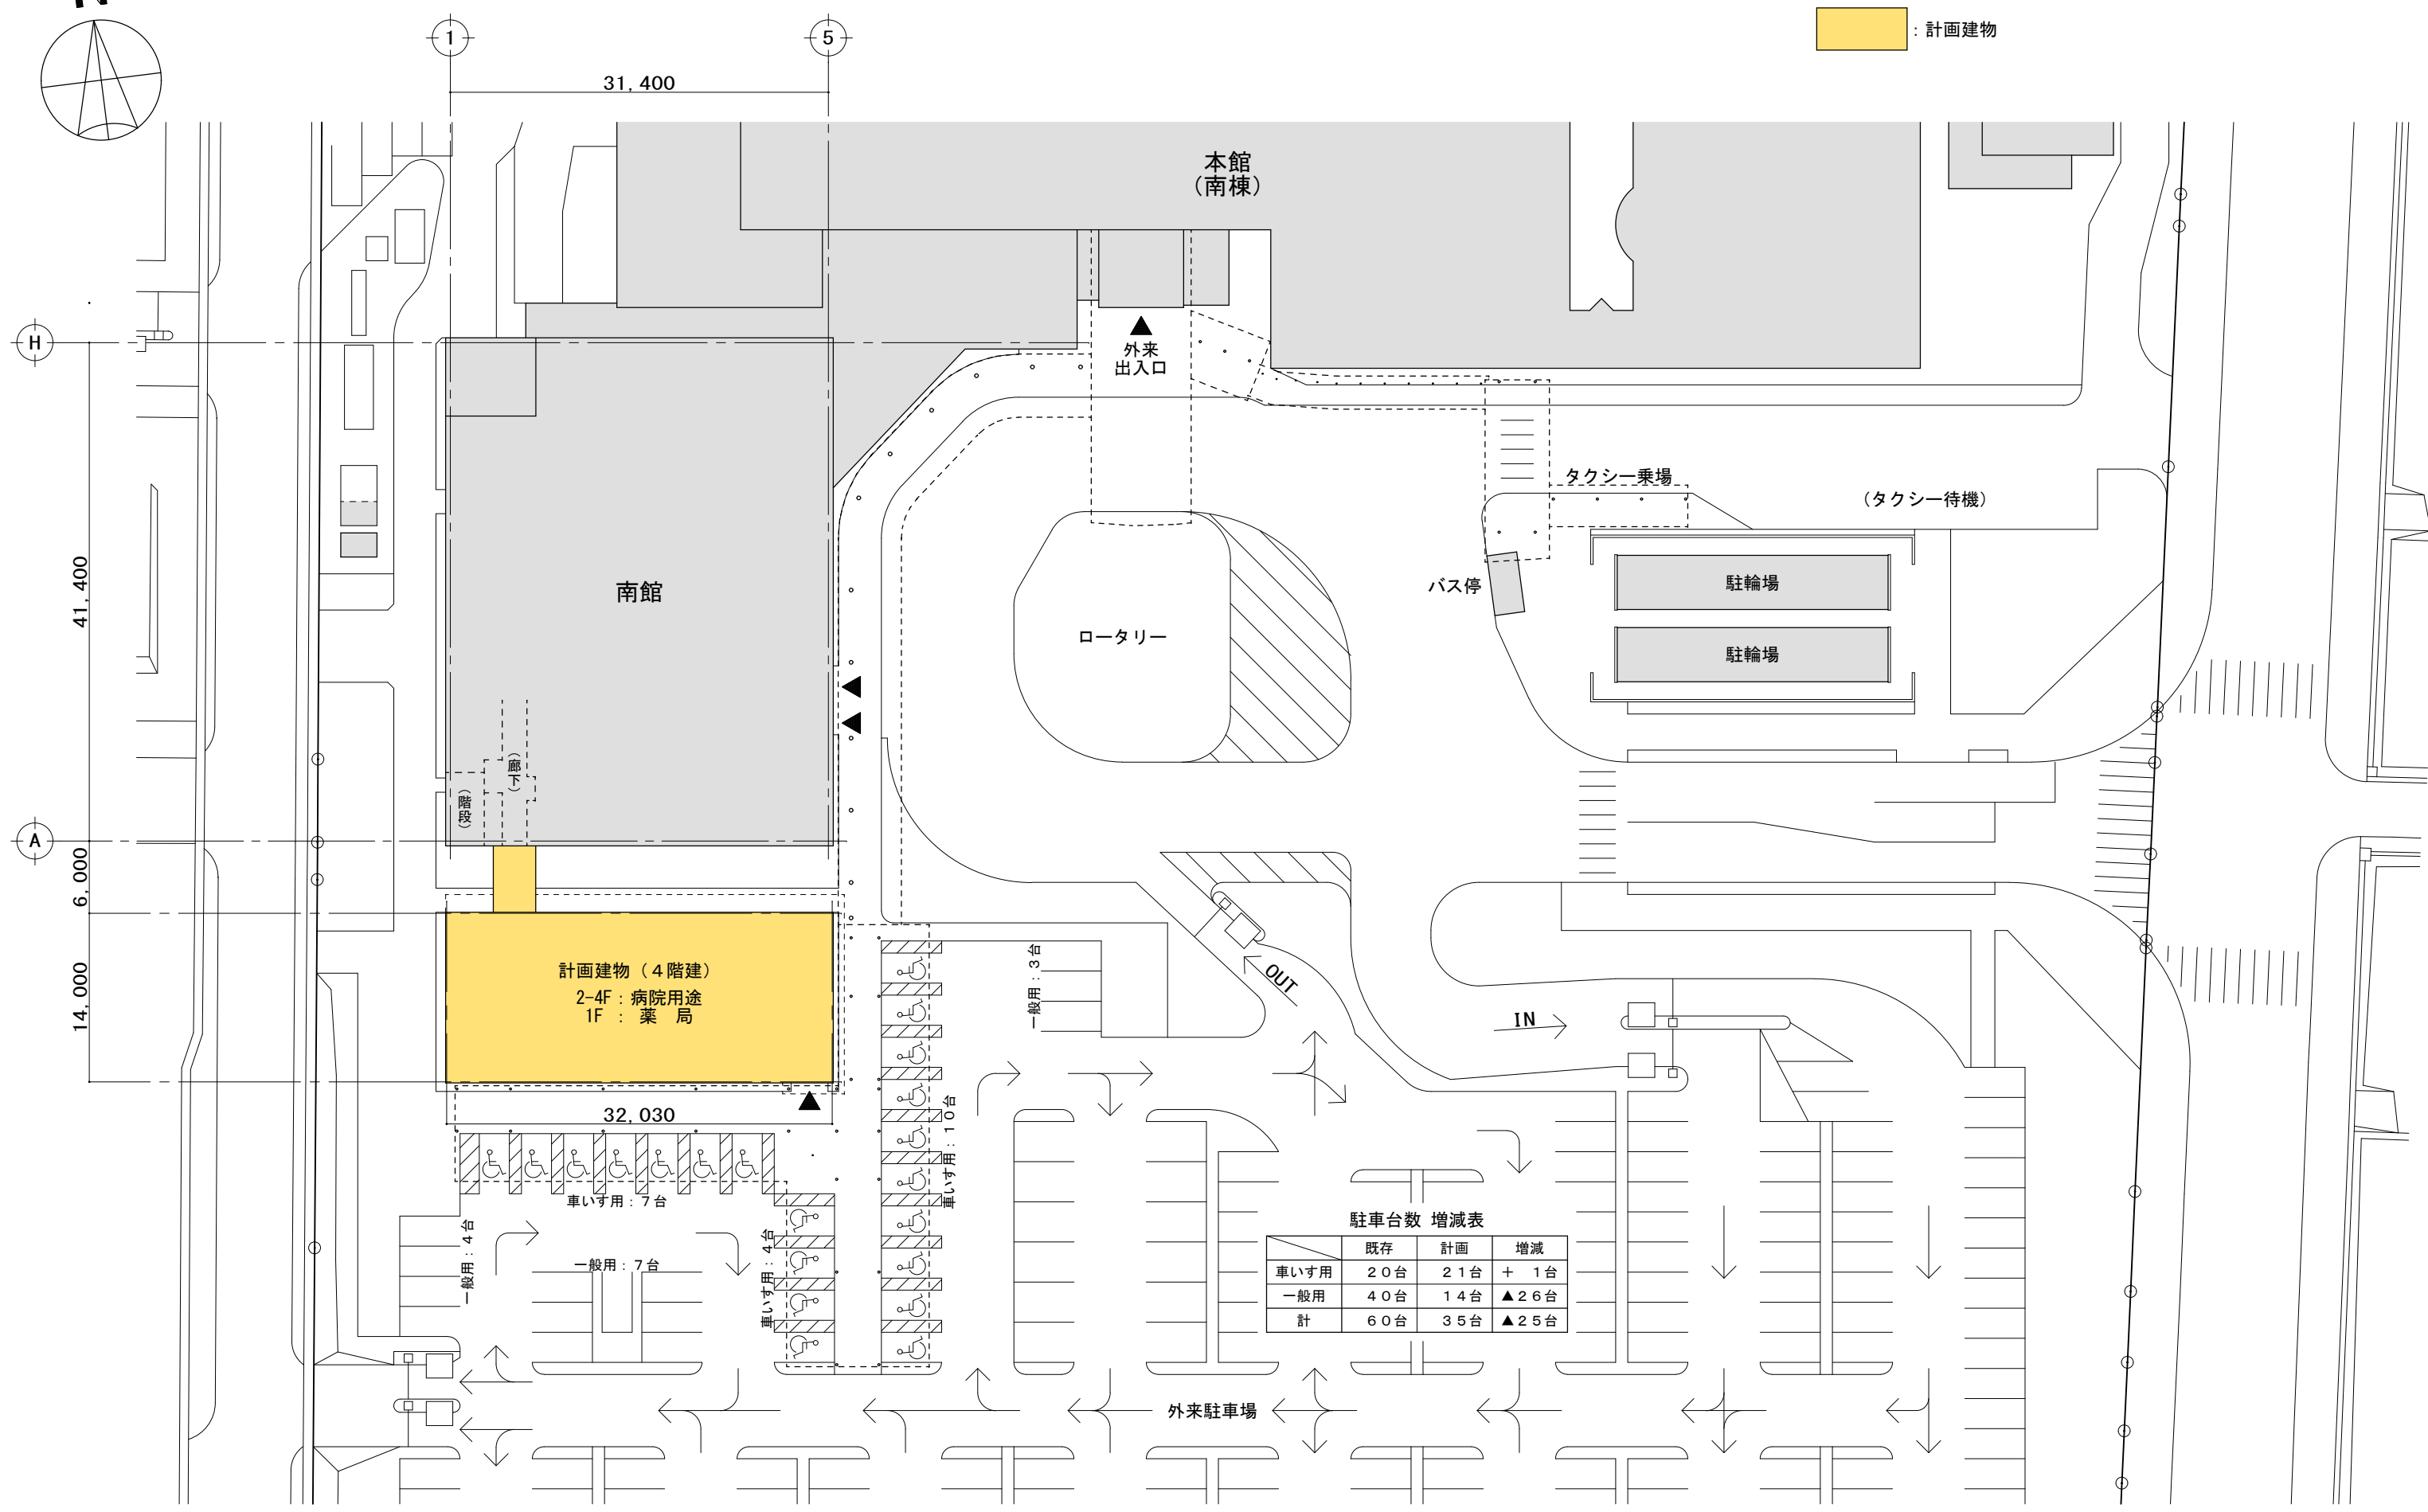 N
：計画建物
1
5
31,400
本館
（南棟）
H
外来
出入口
タクシー乗場
（タクシー待機）
41,400
南館
バス停
駐輪場
ロータリー
駐輪場
（廊下）
（階段）
A
6,000
計画建物（４階建）
2-4F：病院用途
1F ： 薬 局
14,000
一般用：３台
OUT
IN
32,030
車いす用：１０台
車いす用：７台
一般用：４台
一般用：７台
車いす用：４台
駐車台数 増減表
既存 計画 増減
車いす用 ２０台 ２１台 ＋ １台
一般用 ４０台 １４台 ▲２６台
計 ６０台 ３５台 ▲２５台
外来駐車場